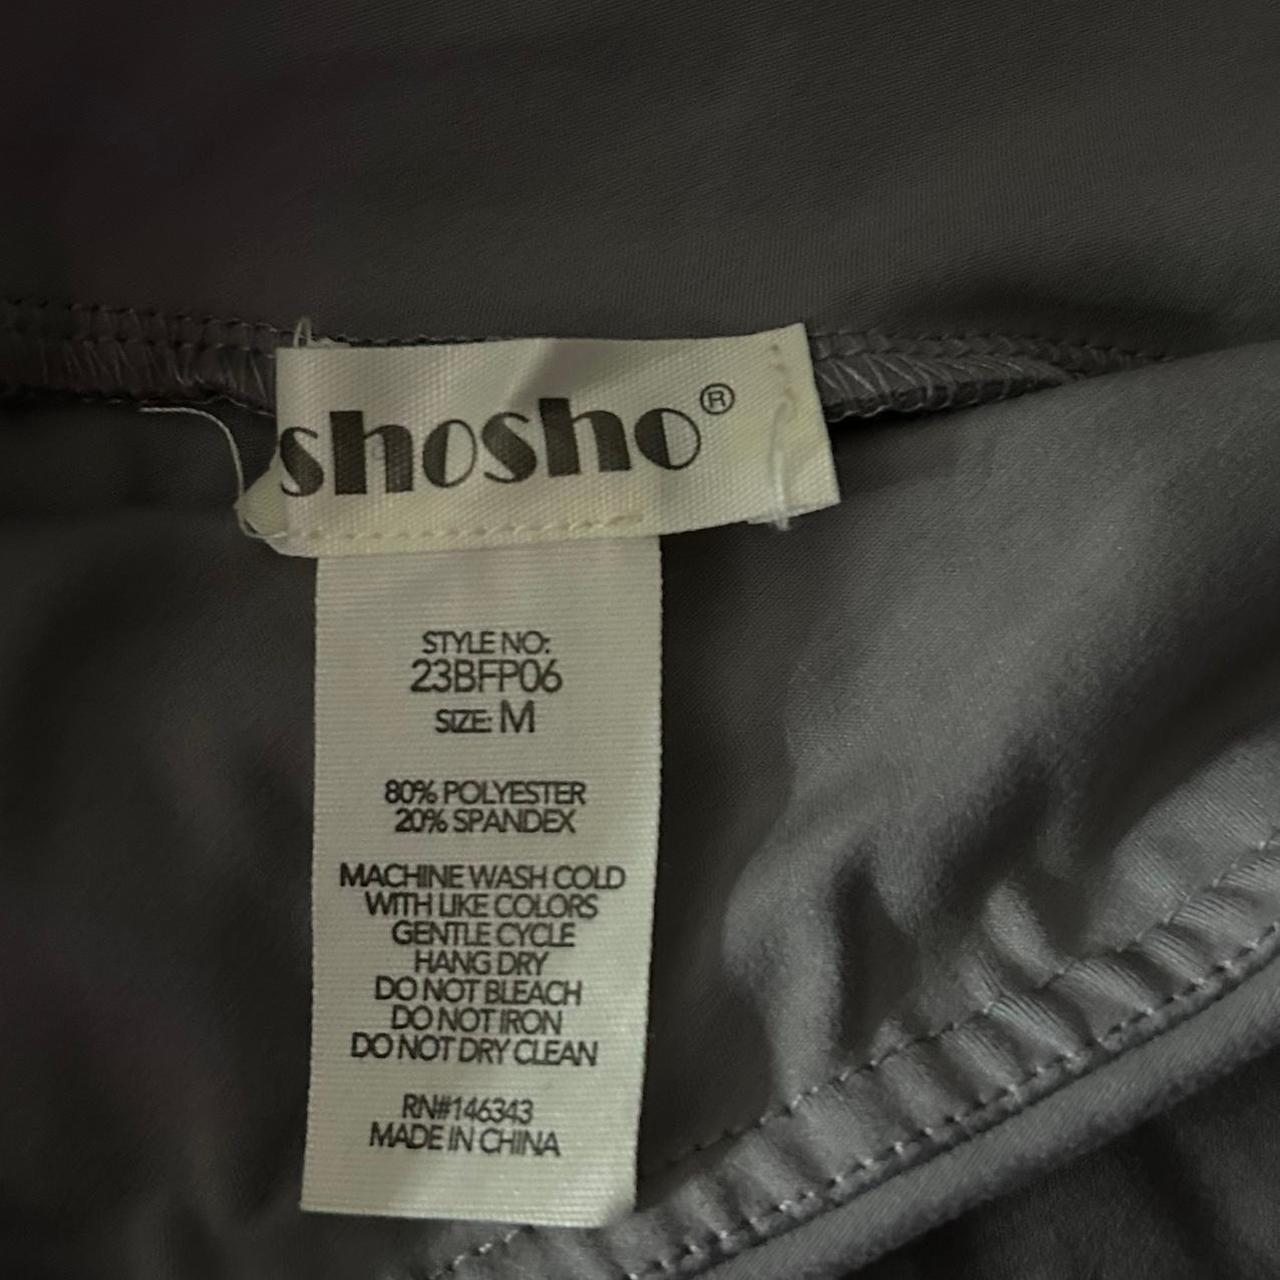 shosho®
STYLE NO:
23BFP06
SIZE: M
80% POLYESTER
20% SPANDEX
MACHINE WASH COLD
WITH LIKE COLORS
GENTLE CYCLE
HANG DRY
DO NOT BLEACH
DO NOT IRON
DO NOT DRY CLEAN
RN#146343
MADE IN CHINA